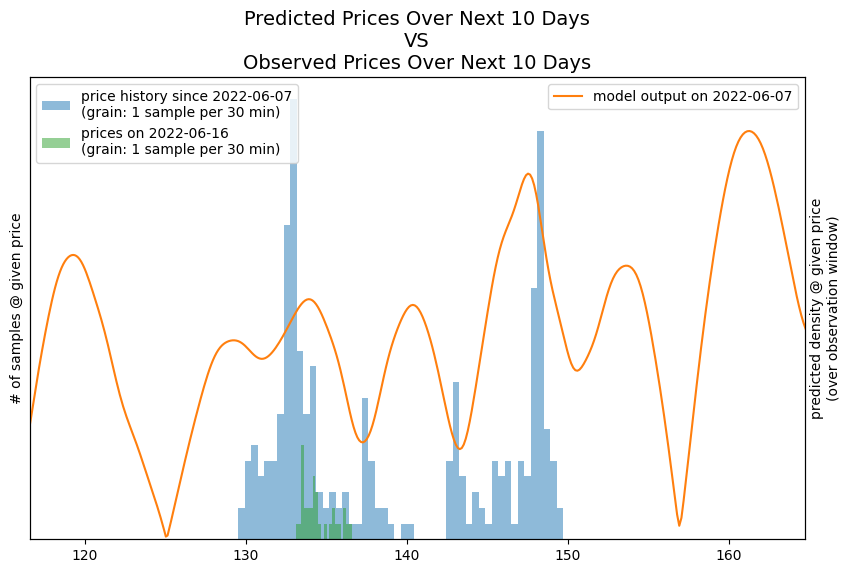 Predicted Prices Over Next 10 Days
VS
Observed Prices Over Next 10 Days
price history since 2022-06-07
(grain: 1 sample per 30 min)
prices on 2022-06-16
(grain: 1 sample per 30 min)
model output on 2022-06-07
# of samples @ given price
predicted density @ given price
(over observation window)
120 130 140 150 160